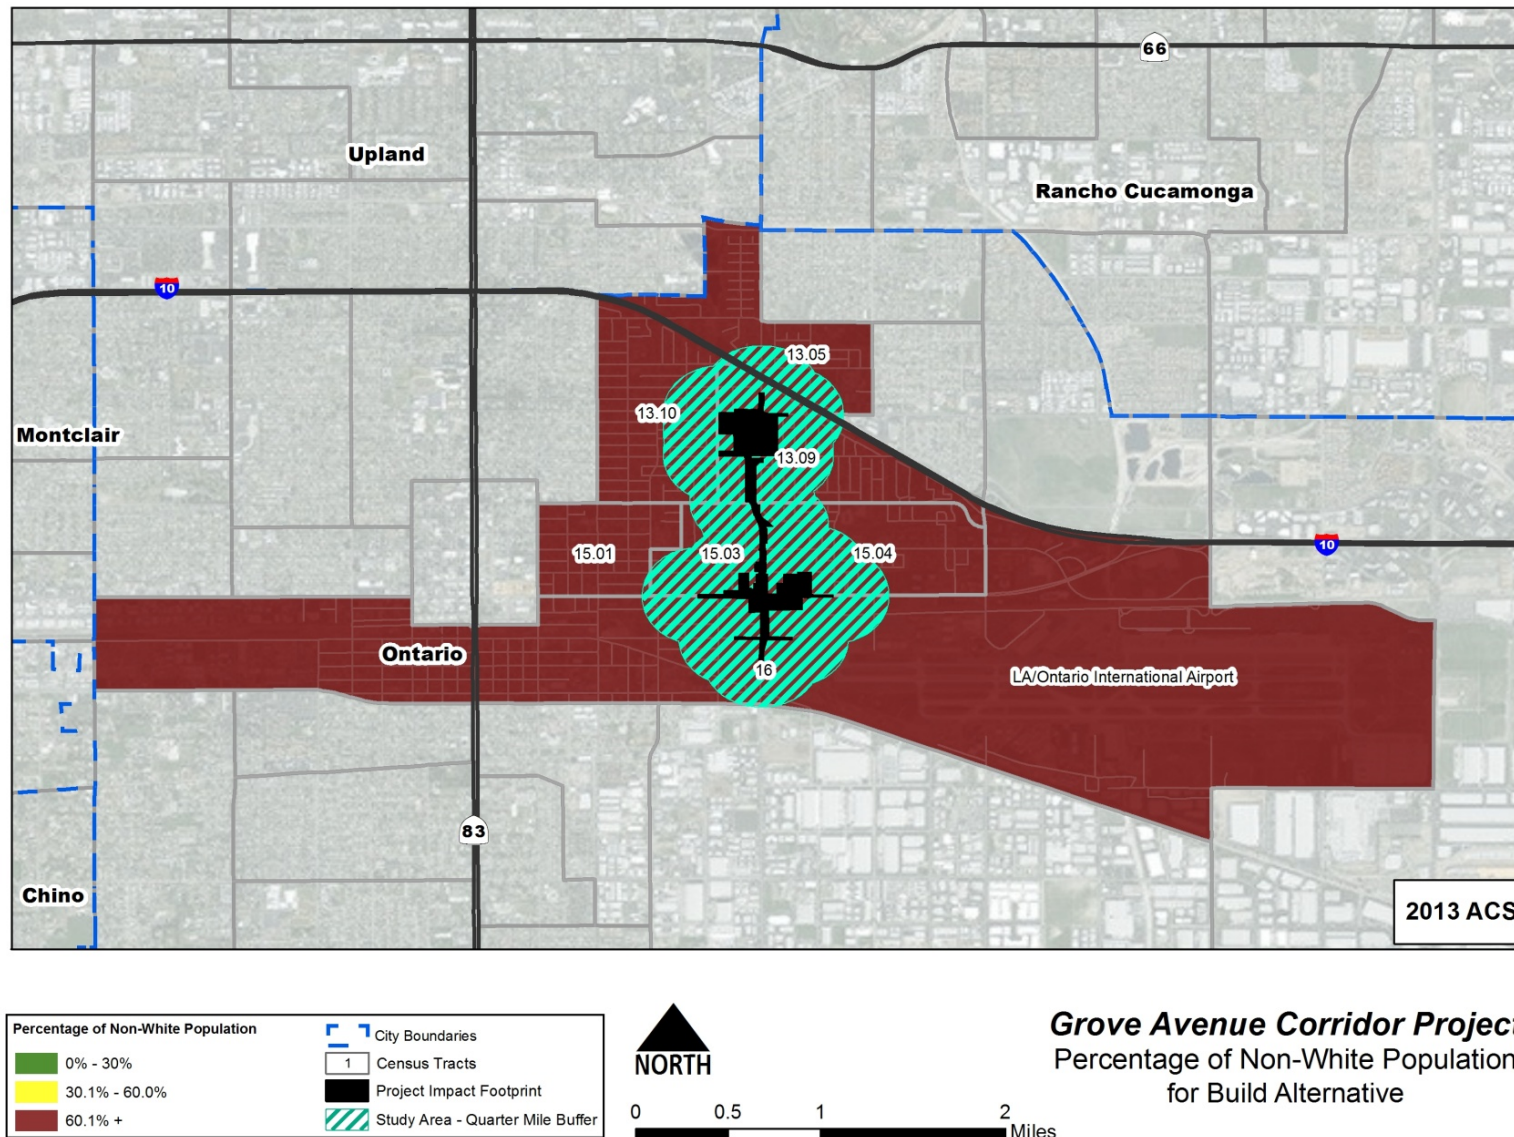 66
Upland
Rancho Cucamonga
10
13.05
13.10
Montclair
13.09
15.01
15.03
15.04
10
Ontario
16
LA/Ontario International Airport
83
Chino
2013 ACS
Percentage of Non-White Population
0% - 30%
30.1% - 60.0%
60.1% +
City Boundaries
1 Census Tracts
Project Impact Footprint
Study Area - Quarter Mile Buffer
NORTH
0 0.5 1 2
Miles
Grove Avenue Corridor Project
Percentage of Non-White Population
for Build Alternative